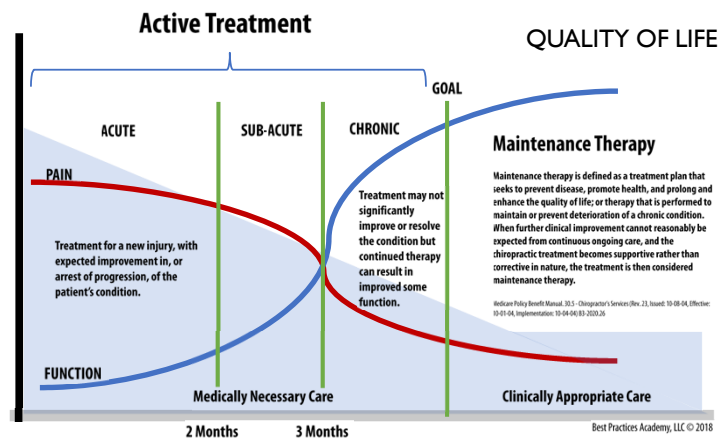 Active Treatment
QUALITY OF LIFE
GOAL
ACUTE
SUB-ACUTE
CHRONIC
PAIN
Treatment for a new injury, with
expected improvement in, or
arrest of progression, of the
patient's condition.
Treatment may not
significantly
improve or resolve
the condition but
continued therapy
can result in
improved some
function.
Maintenance Therapy
Maintenance therapy is defined as a treatment plan that
seeks to prevent disease, promote health, and prolong and
enhance the quality of life; or therapy that is performed to
maintain or prevent deterioration of a chronic condition.
When further clinical improvement cannot reasonably be
expected from continuous ongoing care, and the
chiropractic treatment becomes supportive rather than
corrective in nature, the treatment is then considered
maintenance therapy.
Medicare Policy Benefit Manual. 30.5 - Chiropractor's Services (Rev. 23, Issued: 10-08-04, Effective:
10-01-04, Implementation: 10-04-04) B3-2020.26
FUNCTION
Medically Necessary Care
Clinically Appropriate Care
2 Months
3 Months
Best Practices Academy, LLC © 2018